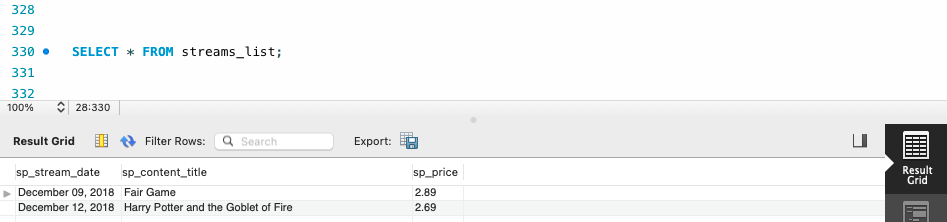 328
329
330 SELECT * FROM streams_list;
331
332
100% 28:330
Result Grid Filter Rows: Search Export:
sp_stream_date sp_content_title sp_price
December 09, 2018 Fair Game 2.89
December 12, 2018 Harry Potter and the Goblet of Fire 2.69
Result
Grid